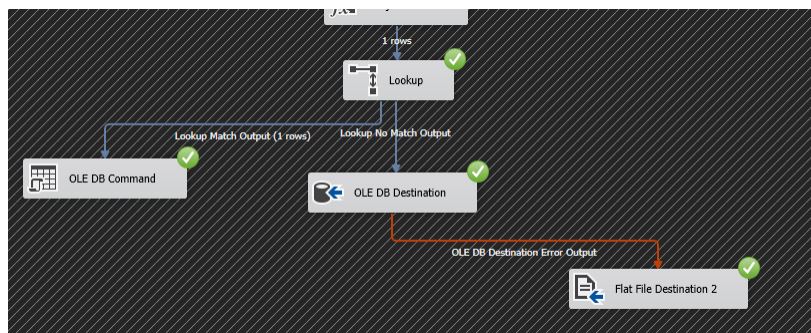 1 rows
Lookup
Lookup Match Output (1 rows)
Lookup No Match Output
OLE DB Command
OLE DB Destination
OLE DB Destination Error Output
Flat File Destination 2